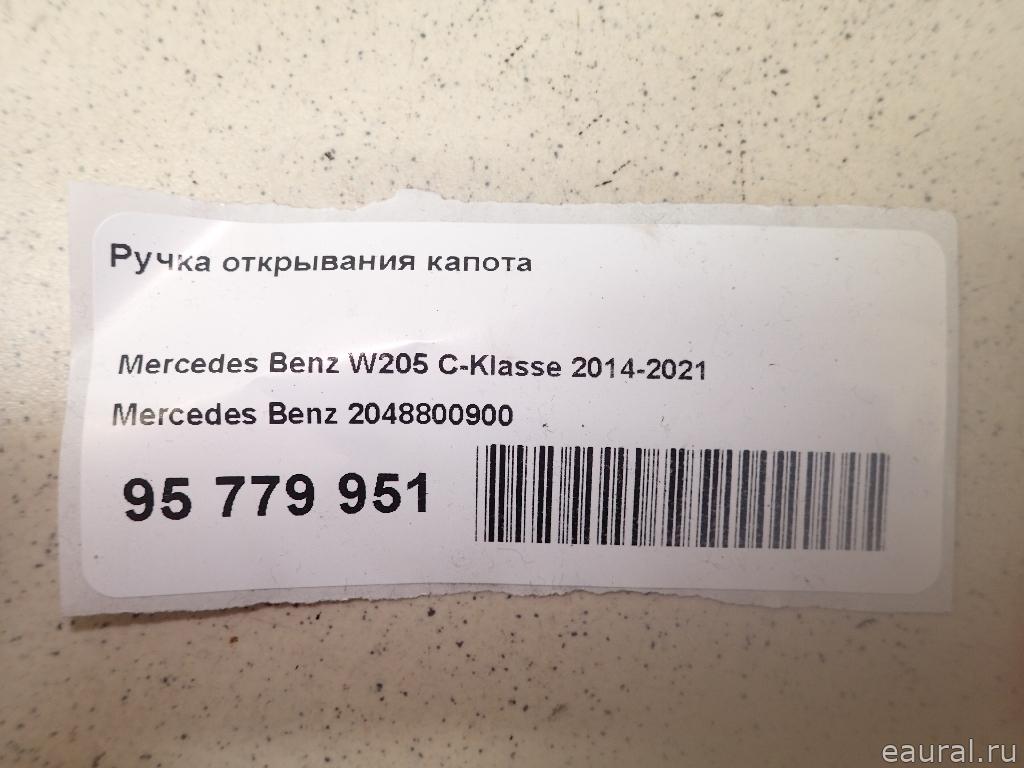 Ручка открывания капота
Mercedes Benz W205 C-Klasse 2014-2021
Mercedes Benz 2048800900
95 779 951
eaural.ru